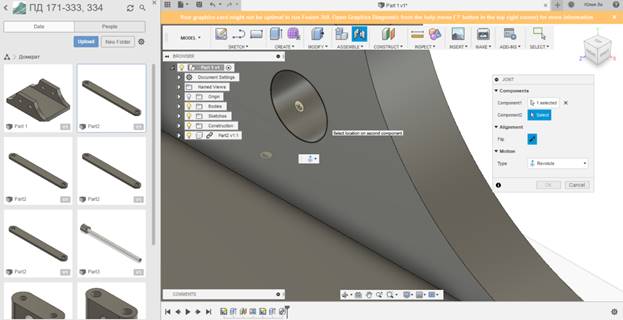 ПД 171-333, 334
Data
People
Upload
New Folder
Домкрат
Part 1
V1
Part2
V1
Part2
V1
Part2
V1
Part2
V1
Part3
V1
Part 1 v1*
Your graphics card might not be optimal to run Fusion 360. Open Graphics Diagnostic from the help menu ("?" button in the top right corner) for more information
MODEL
SKETCH
CREATE
MODIFY
ASSEMBLE
CONSTRUCT
INSPECT
INSERT
MAKE
ADD-INS
SELECT
BROWSER
Part 1 v1
Document Settings
Named Views
Origin
Bodies
Sketches
Construction
Part2 v1:1
Select location on second component
JOINT
Components
Component1
1 selected
Component2
Select
Alignment
Flip
Motion
Type
Revolute
OK
Cancel
COMMENTS